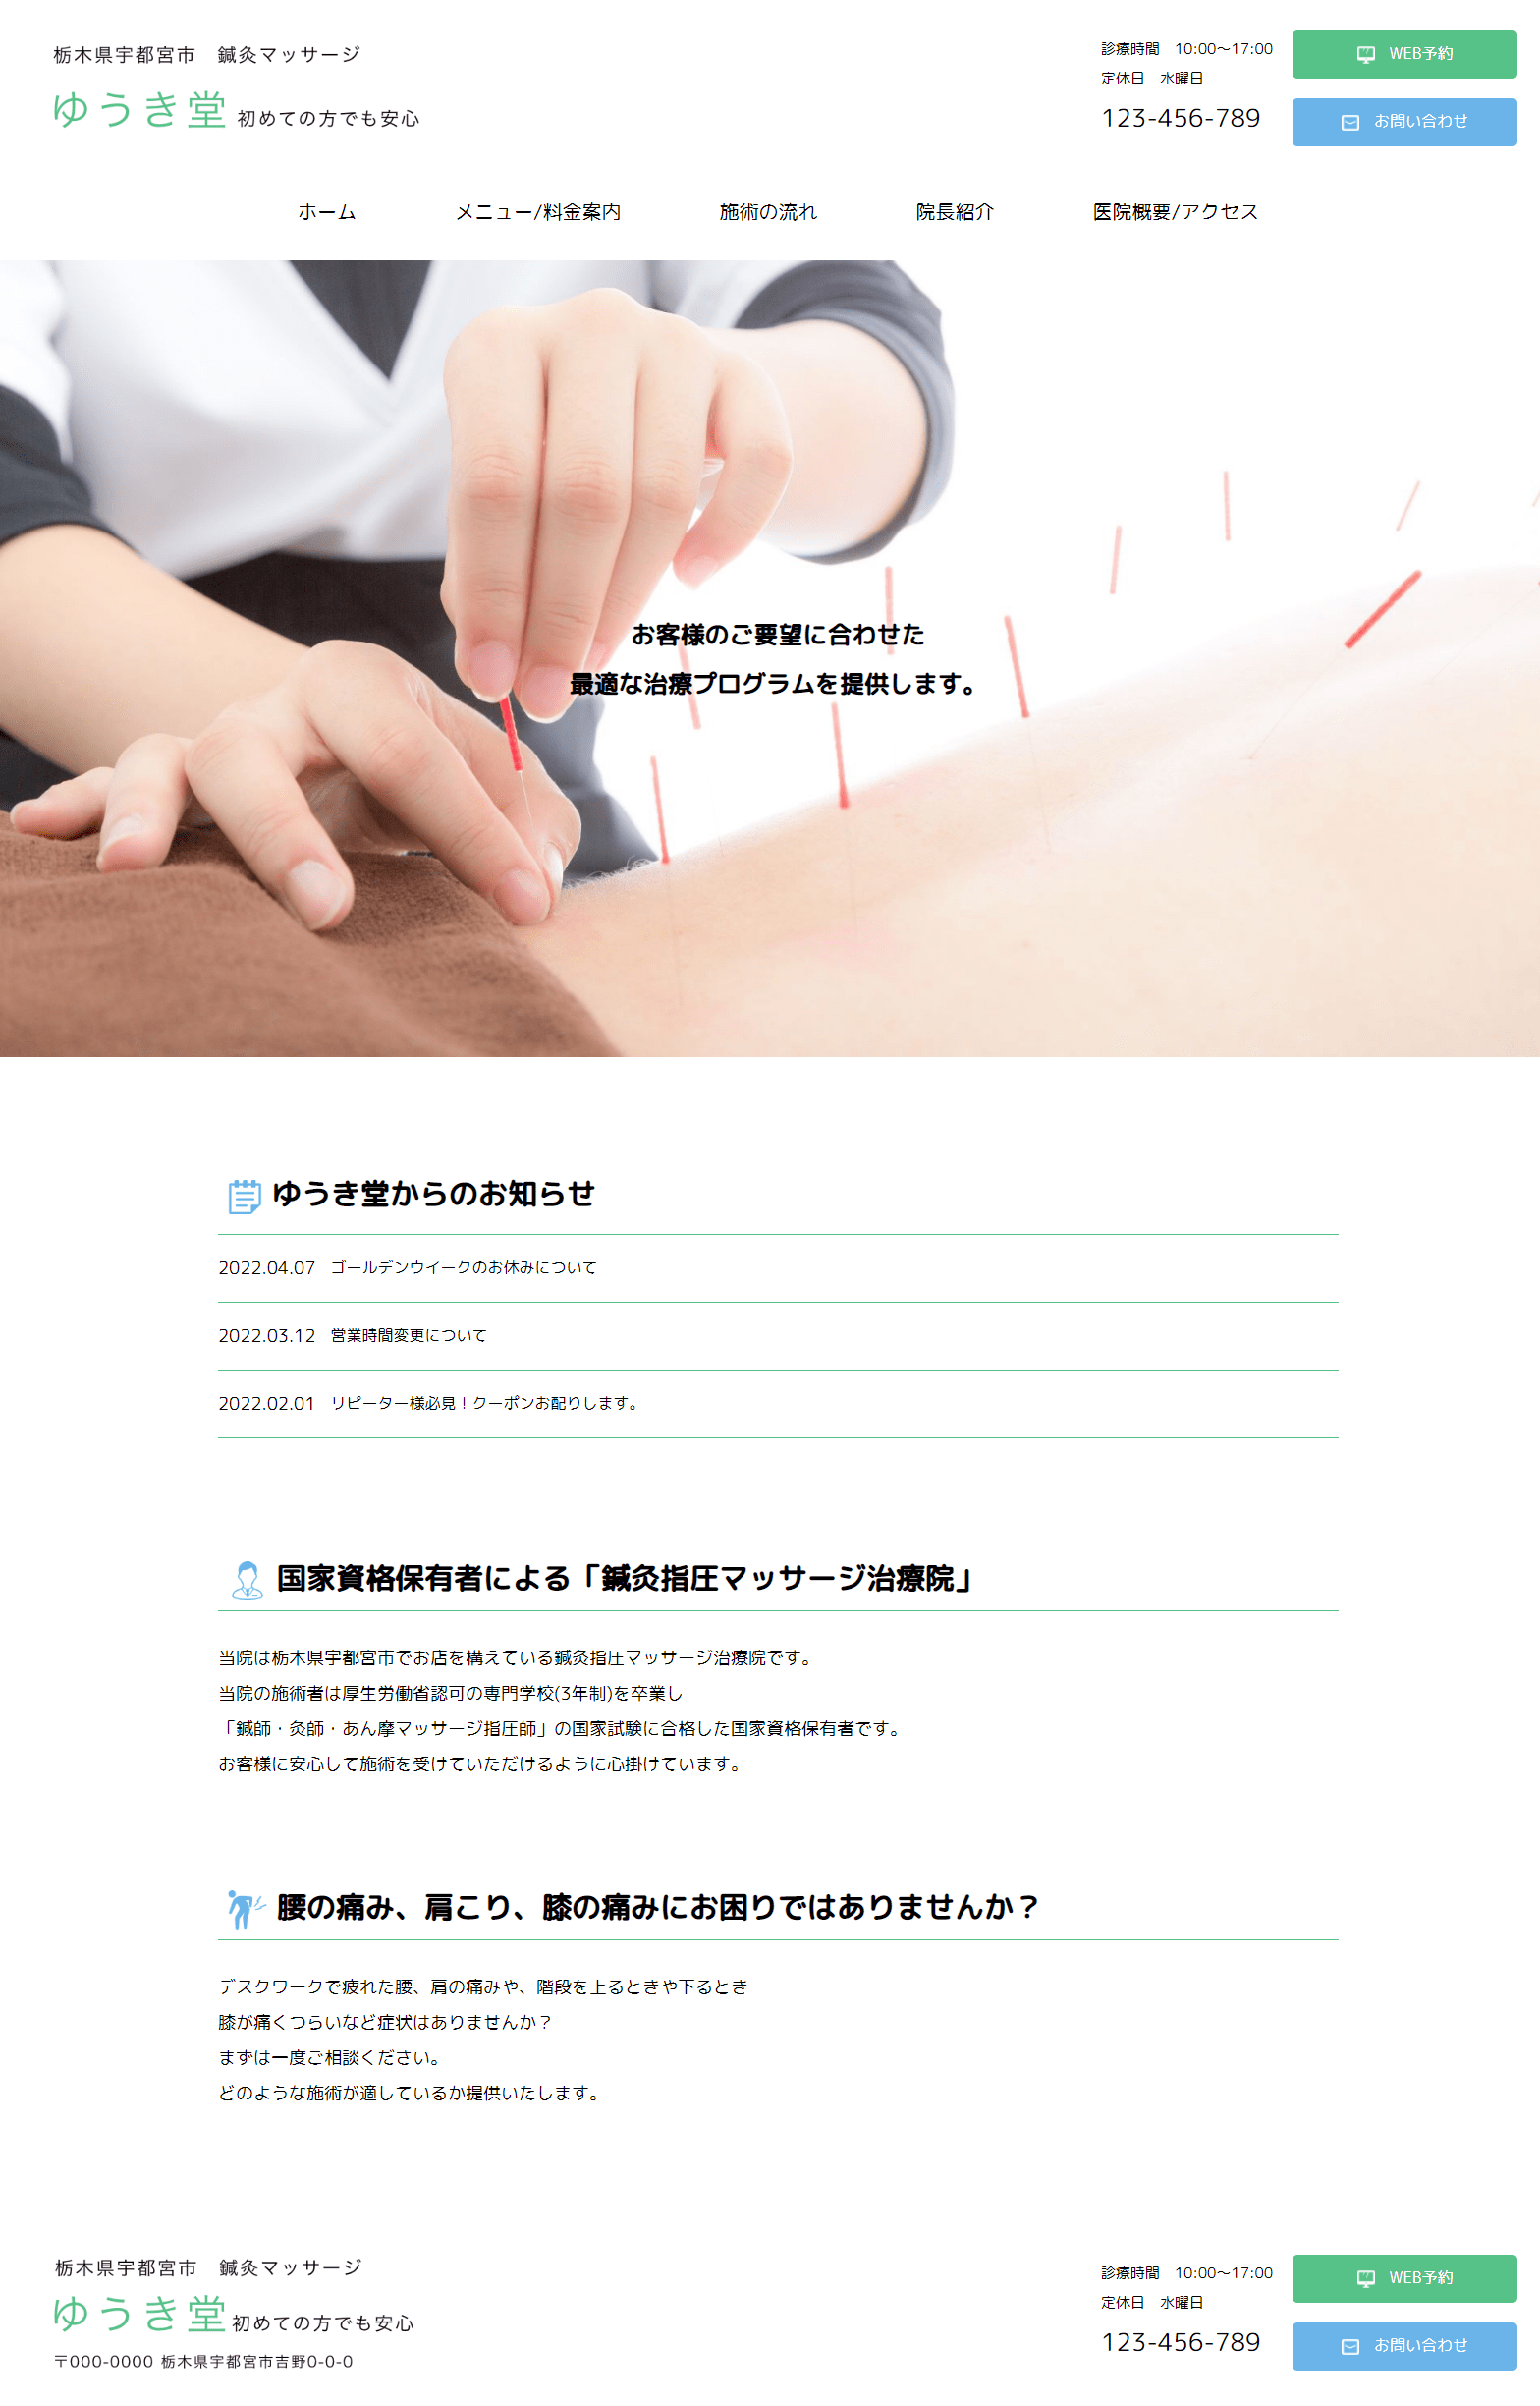 栃木県宇都宮市　鍼灸マッサージ
ゆうき堂 初めての方でも安心
診療時間　10:00〜17:00
定休日　水曜日
123-456-789
WEB予約
お問い合わせ
ホーム
メニュー/料金案内
施術の流れ
院長紹介
医院概要/アクセス
お客様のご要望に合わせた
最適な治療プログラムを提供します。
ゆうき堂からのお知らせ
2022.04.07　ゴールデンウイークのお休みについて
2022.03.12　営業時間変更について
2022.02.01　リピーター様必見！クーポンお配りします。
国家資格保有者による「鍼灸指圧マッサージ治療院」
当院は栃木県宇都宮市でお店を構えている鍼灸指圧マッサージ治療院です。
当院の施術者は厚生労働省認可の専門学校(3年制)を卒業し
「鍼師・灸師・あん摩マッサージ指圧師」の国家試験に合格した国家資格保有者です。
お客様に安心して施術を受けていただけるように心掛けています。
腰の痛み、肩こり、膝の痛みにお困りではありませんか？
デスクワークで疲れた腰、肩の痛みや、階段を上るときや下るとき
膝が痛くつらいなど症状はありませんか？
まずは一度ご相談ください。
どのような施術が適しているか提供いたします。
栃木県宇都宮市　鍼灸マッサージ
ゆうき堂 初めての方でも安心
〒000-0000 栃木県宇都宮市吉野0-0-0
診療時間　10:00〜17:00
定休日　水曜日
123-456-789
WEB予約
お問い合わせ